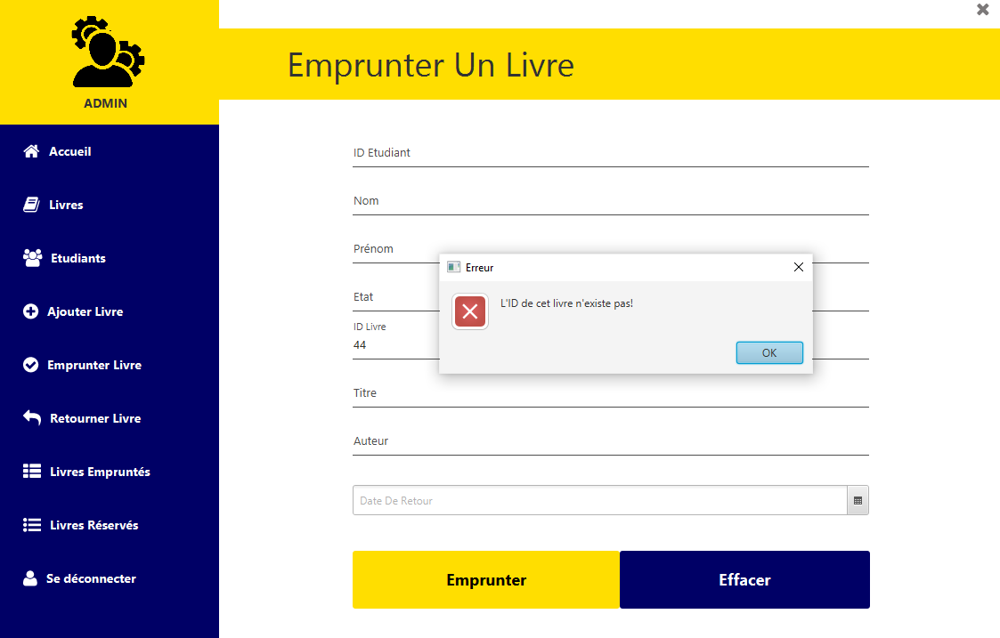 ADMIN
Accueil
Livres
Etudiants
Ajouter Livre
Emprunter Livre
Retourner Livre
Livres Empruntés
Livres Réservés
Se déconnecter
Emprunter Un Livre
ID Etudiant
Nom
Prénom
Etat
ID Livre
44
Erreur
L'ID de cet livre n'existe pas!
OK
Titre
Auteur
Date De Retour
Emprunter
Effacer